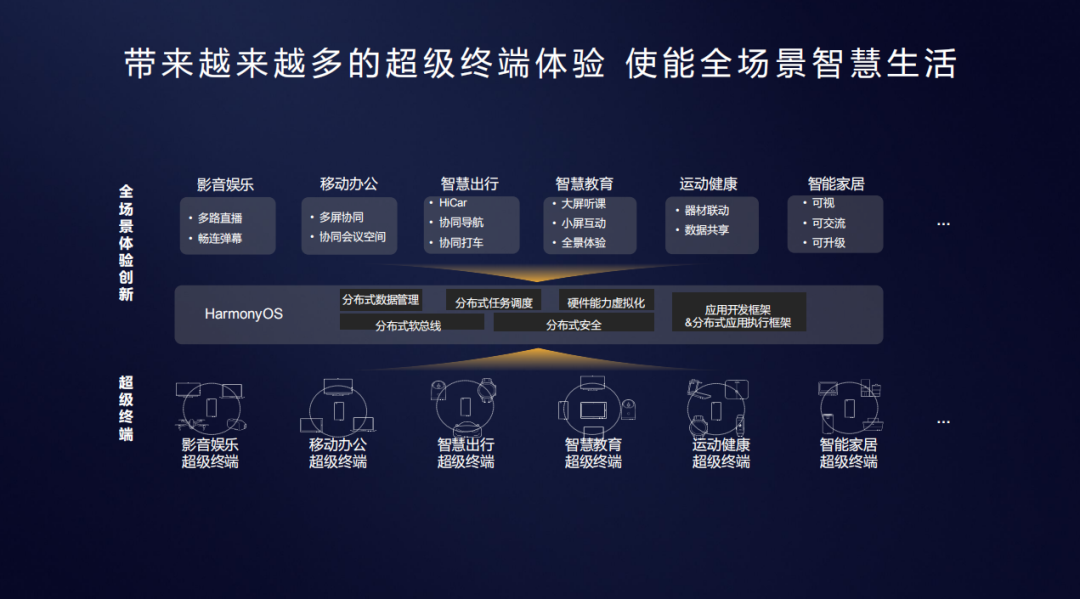 带来越来越多的超级终端体验 使能全场景智慧生活
全场景体验创新
影音娱乐
• 多路直播
• 畅连弹幕
移动办公
• 多屏协同
• 协同会议空间
智慧出行
• HiCar
• 协同导航
• 协同打车
智慧教育
• 大屏听课
• 小屏互动
• 全景体验
运动健康
• 器材联动
• 数据共享
智能家居
• 可视
• 可交流
• 可升级
...
HarmonyOS
分布式数据管理
分布式任务调度
硬件能力虚拟化
分布式软总线
分布式安全
应用开发框架
&分布式应用执行框架
超级终端
影音娱乐
超级终端
移动办公
超级终端
智慧出行
超级终端
智慧教育
超级终端
运动健康
超级终端
智能家居
超级终端
...